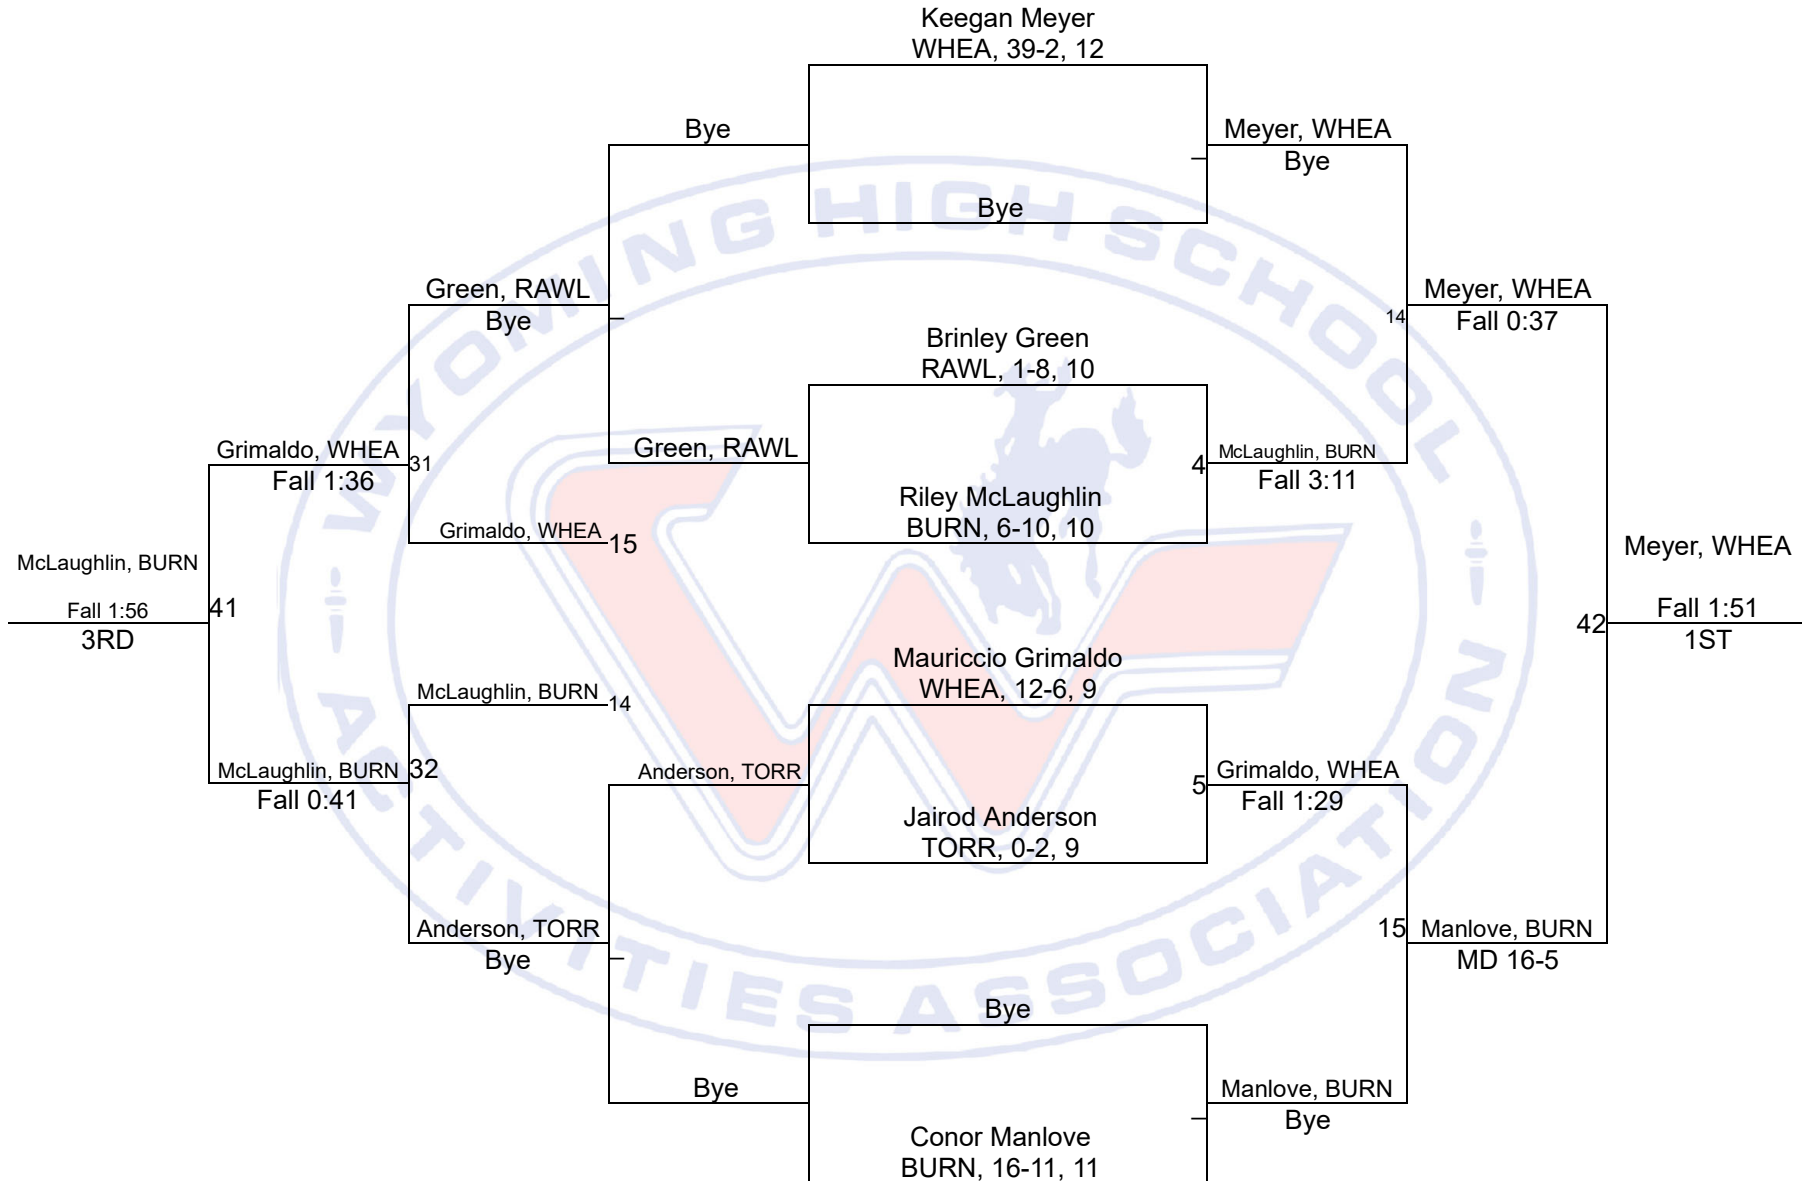 Keegan Meyer
WHEA, 39-2, 12
Bye
Meyer, WHEA
Bye
Bye
Green, RAWL
Bye
Meyer, WHEA
14
Fall 0:37
Brinley Green
RAWL, 1-8, 10
Grimaldo, WHEA
31
Fall 1:36
Green, RAWL
4
McLaughlin, BURN
Fall 3:11
Riley McLaughlin
BURN, 6-10, 10
Grimaldo, WHEA
15
McLaughlin, BURN
Fall 1:56
41
3RD
Meyer, WHEA
Fall 1:51
42
1ST
Mauriccio Grimaldo
WHEA, 12-6, 9
McLaughlin, BURN
14
McLaughlin, BURN
32
Fall 0:41
Anderson, TORR
5
Grimaldo, WHEA
Fall 1:29
Jairod Anderson
TORR, 0-2, 9
Anderson, TORR
Bye
15
Manlove, BURN
MD 16-5
Bye
Bye
Manlove, BURN
Bye
Conor Manlove
BURN, 16-11, 11
WYOMING HIGH SCHOOL
ACTIVITIES ASSOCIATION